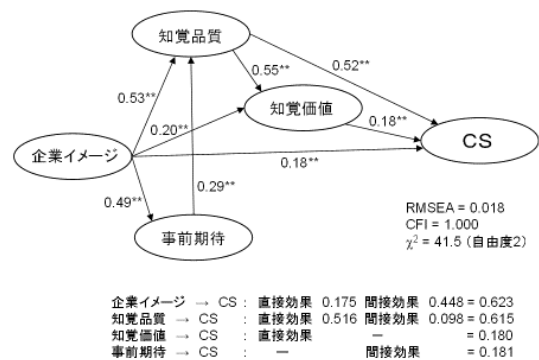 知覚品質
0.52**
0.55**
0.53**
知覚価値
0.20**
0.18**
CS
企業イメージ
0.18**
0.49**
0.29**
事前期待
RMSEA = 0.018
CFI = 1.000
χ² = 41.5 (自由度2)
企業イメージ → CS : 直接効果 0.175 間接効果 0.448 = 0.623
知覚品質 → CS : 直接効果 0.516 間接効果 0.098 = 0.615
知覚価値 → CS : 直接効果 － = 0.180
事前期待 → CS : － 間接効果 = 0.181